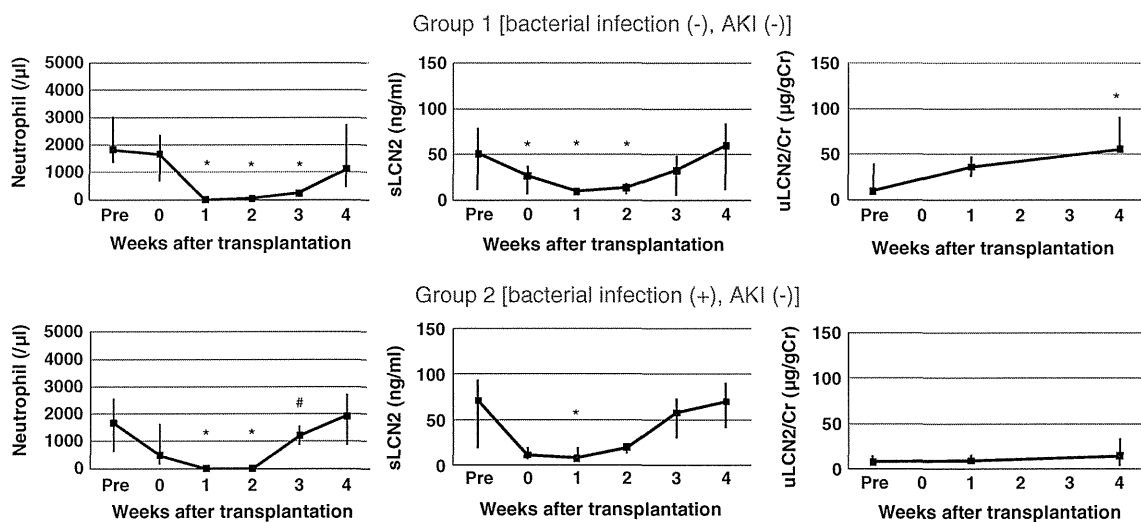 Group 1 [bacterial infection (-), AKI (-)]
Neutrophil (/µl)
5000
4000
3000
2000
1000
0
*
*
*
Pre 0 1 2 3 4
Weeks after transplantation
sLCN2 (ng/ml)
150
100
50
0
*
*
*
Pre 0 1 2 3 4
Weeks after transplantation
uLCN2/Cr (µg/gCr)
150
100
50
0
*
Pre 0 1 2 3 4
Weeks after transplantation
Group 2 [bacterial infection (+), AKI (-)]
Neutrophil (/µl)
5000
4000
3000
2000
1000
0
*
*
#
Pre 0 1 2 3 4
Weeks after transplantation
sLCN2 (ng/ml)
150
100
50
0
*
Pre 0 1 2 3 4
Weeks after transplantation
uLCN2/Cr (µg/gCr)
150
100
50
0
Pre 0 1 2 3 4
Weeks after transplantation